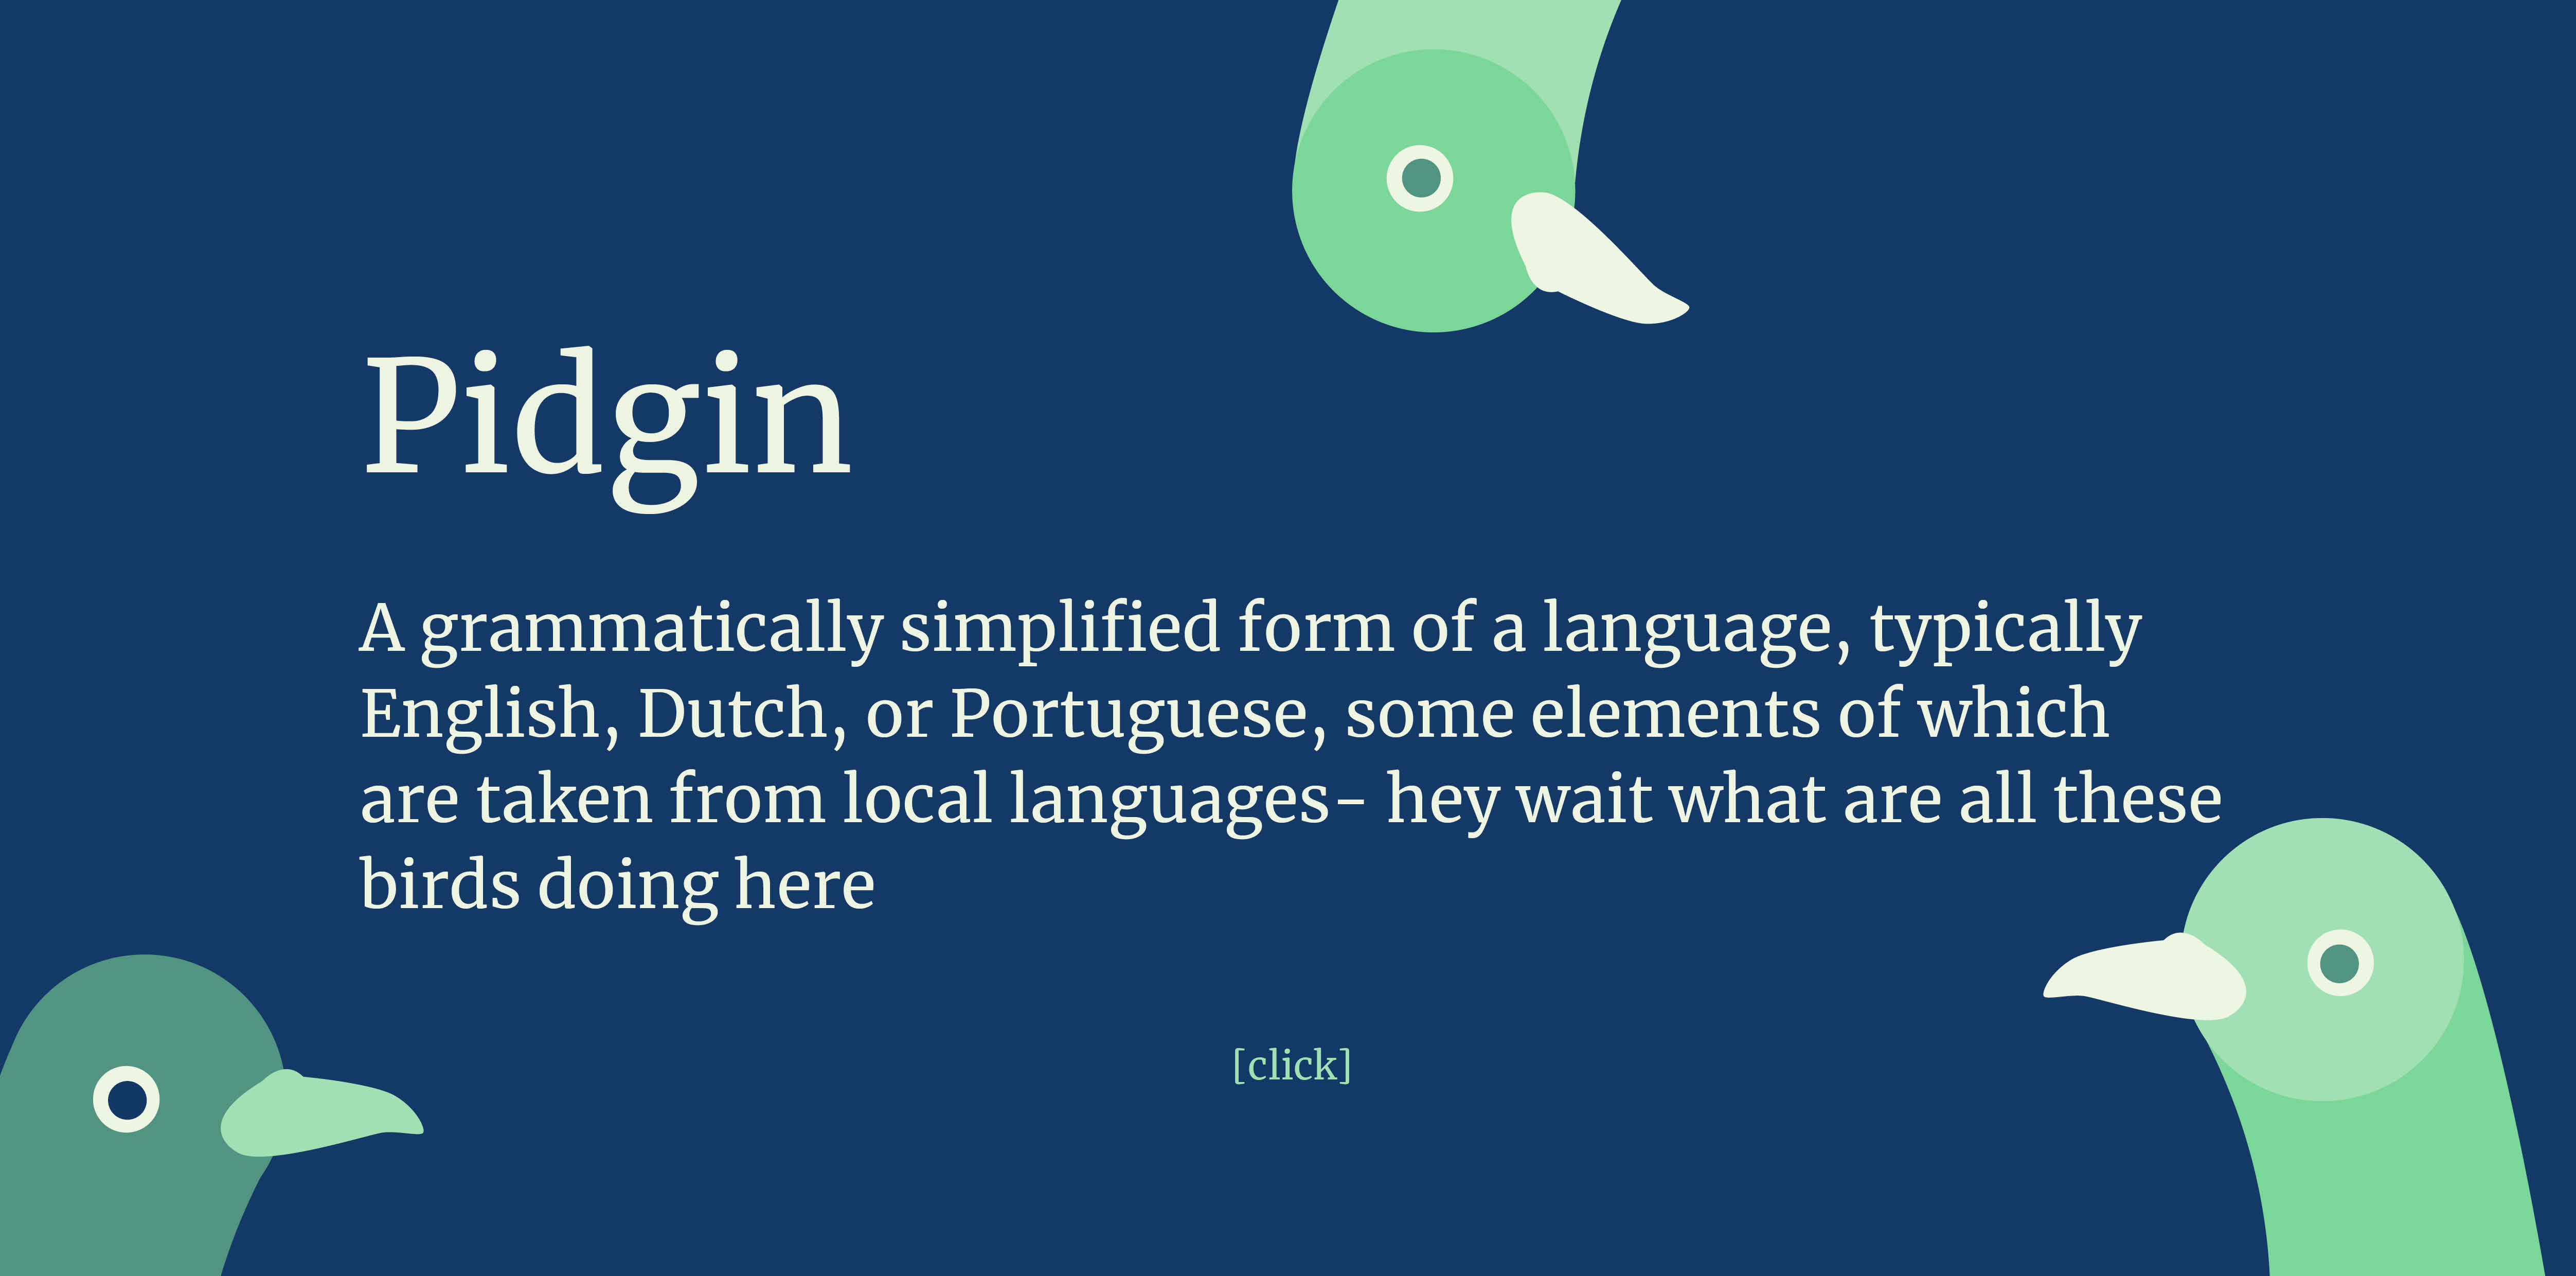 Pidgin
A grammatically simplified form of a language, typically
English, Dutch, or Portuguese, some elements of which
are taken from local languages- hey wait what are all these
birds doing here
[click]